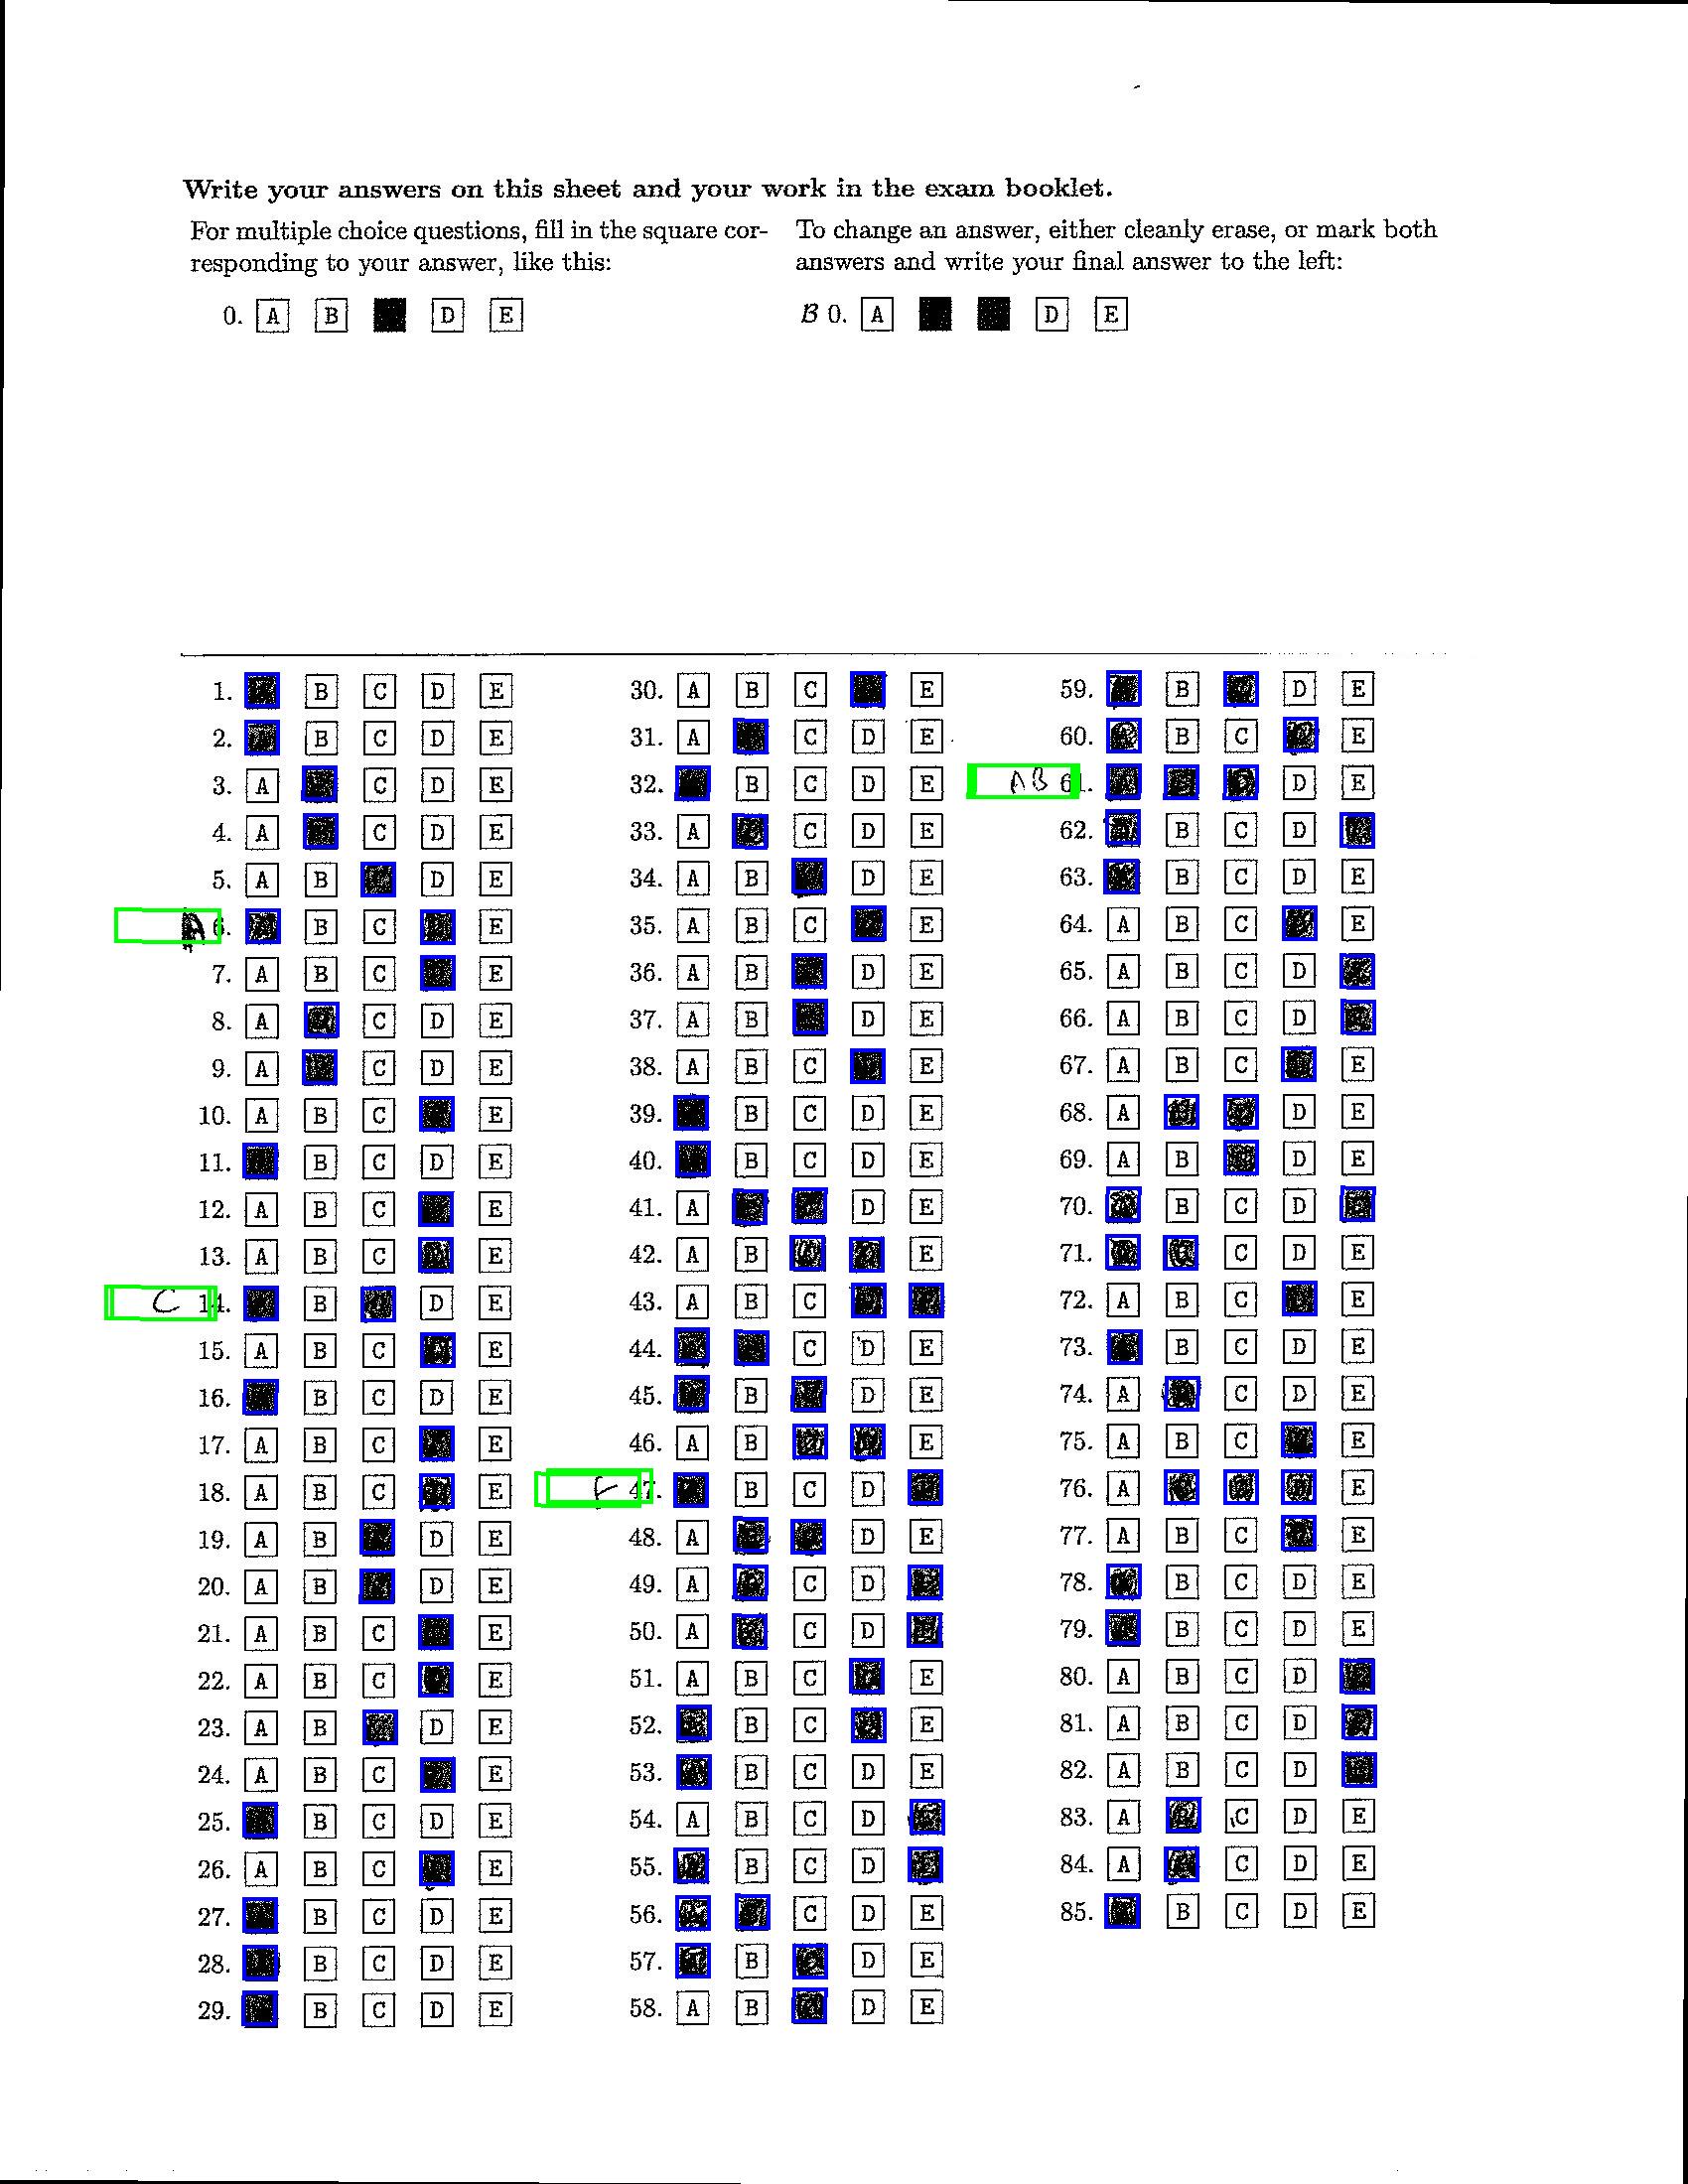 Write your answers on this sheet and your work in the exam booklet.
For multiple choice questions, fill in the square cor-
responding to your answer, like this:
0. A B D E
To change an answer, either cleanly erase, or mark both
answers and write your final answer to the left:
B 0. A D E
1. B C D E
2. B C D E
3. A C D E
4. A C D E
5. A B D E
A 6. B C E
7. A B C E
8. A C D E
9. A C D E
10. A B C E
11. B C D E
12. A B C E
13. A B C E
C 14. B D E
15. A B C E
16. B C D E
17. A B C E
18. A B C E
19. A B D E
20. A B D E
21. A B C E
22. A B C E
23. A B D E
24. A B C E
25. B C D E
26. A B C E
27. B C D E
28. B C D E
29. B C D E
30. A B C E
31. A C D E
32. B C D E
33. A C D E
34. A B D E
35. A B C E
36. A B D E
37. A B D E
38. A B C E
39. B C D E
40. B C D E
41. A D E
42. A B E
43. A B C
44. C D E
45. B D E
46. A B E
47. B C D
48. A D E
49. A C D
50. A C D
51. A B C E
52. B C E
53. B C D E
54. A B C D
55. B C D
56. C D E
57. B D E
58. A B D E
59. B D E
60. B C E
AB 61. D E
62. B C D
63. B C D E
64. A B C E
65. A B C D
66. A B C D
67. A B C E
68. A D E
69. A B D E
70. B C D
71. C D E
72. A B C E
73. B C D E
74. A C D E
75. A B C E
76. A E
77. A B C E
78. B C D E
79. B C D E
80. A B C D
81. A B C D
82. A B C D
83. A C D E
84. A C D E
85. B C D E